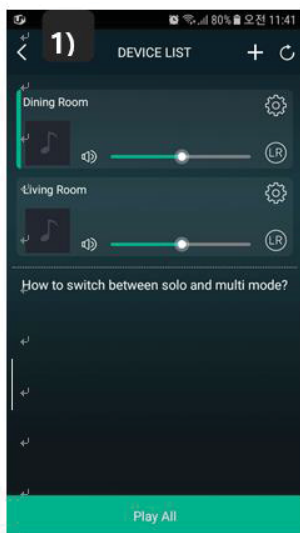 80% 오전 11:41
1)
DEVICE LIST
Dining Room
LR
Living Room
LR
How to switch between solo and multi mode?
Play All